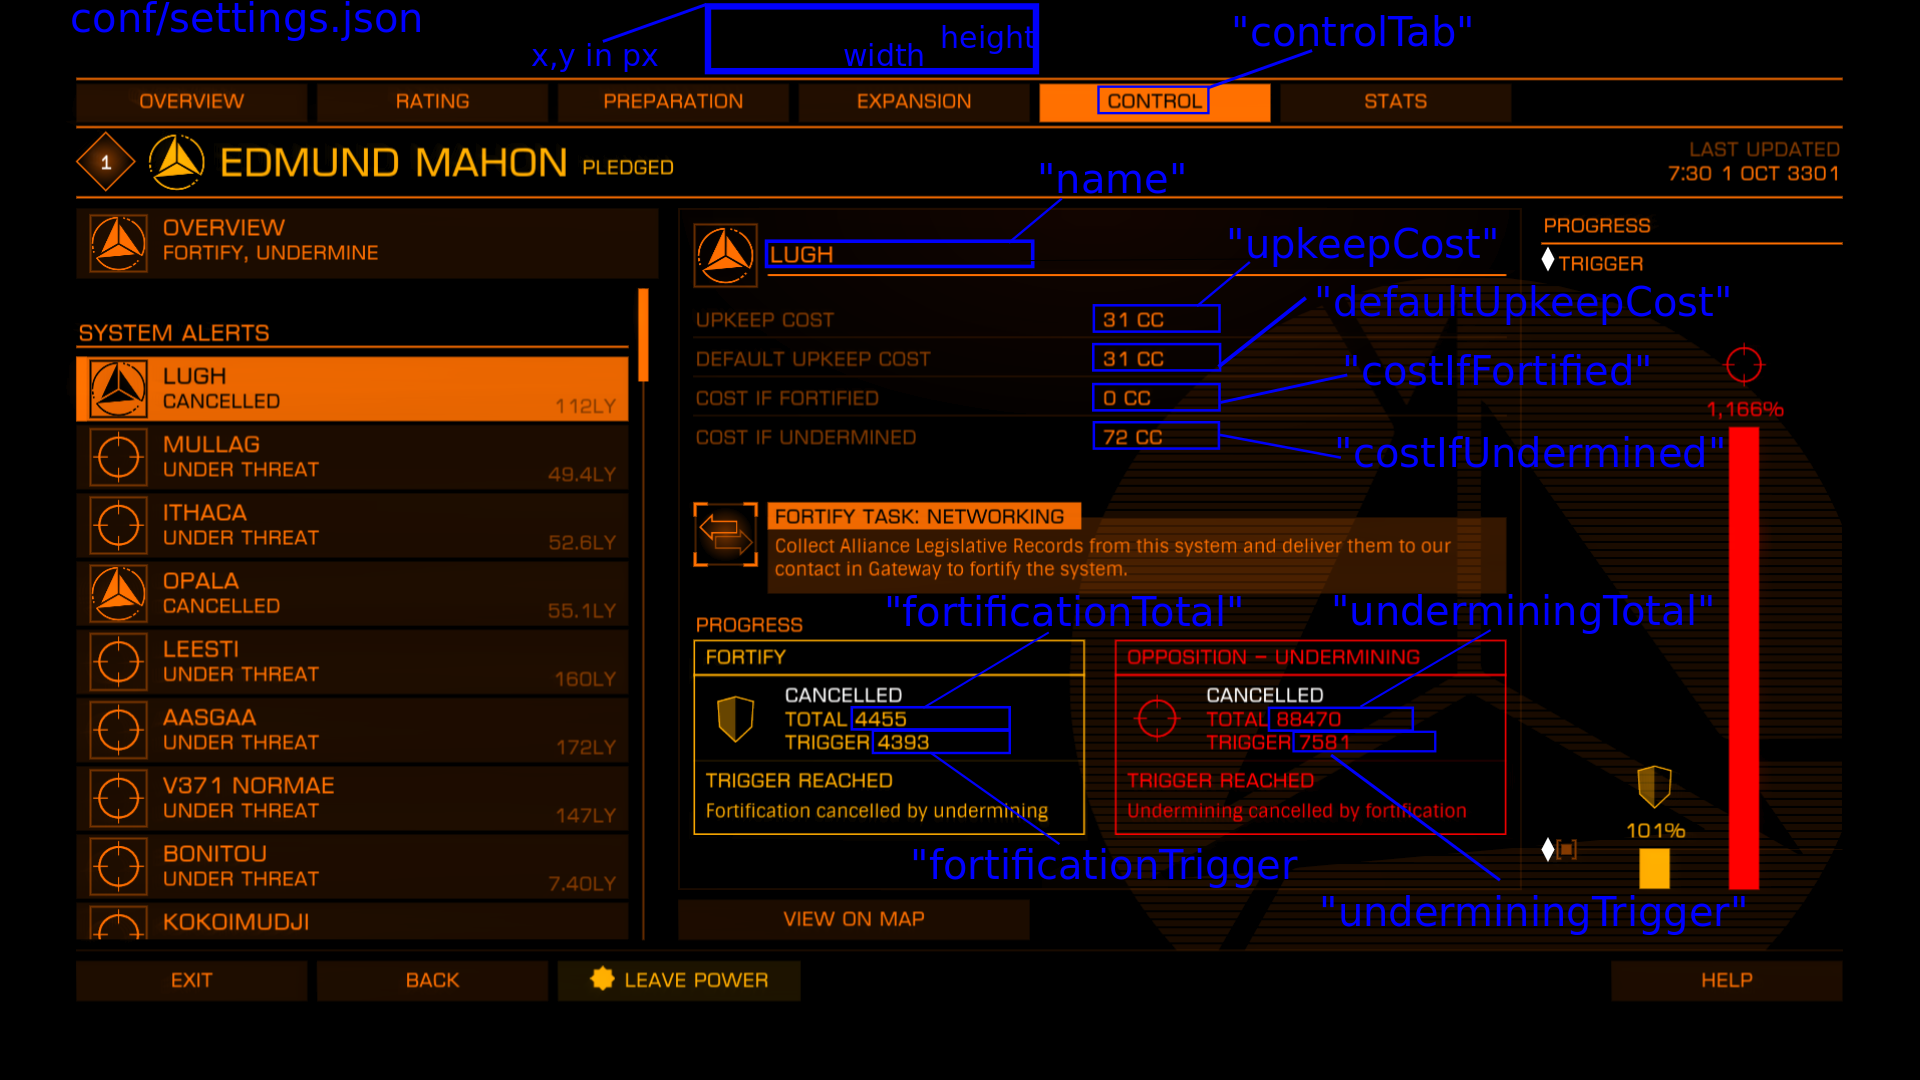 conf/settings.json
x,y in px
width
height
"controlTab"
OVERVIEW
RATING
PREPARATION
EXPANSION
CONTROL
STATS
1
EDMUND MAHON PLEDGED
LAST UPDATED
7:30 1 OCT 3301
"name"
OVERVIEW
FORTIFY, UNDERMINE
SYSTEM ALERTS
LUGH
CANCELLED
112LY
MULLAG
UNDER THREAT
49.4LY
ITHACA
UNDER THREAT
52.6LY
OPALA
CANCELLED
55.1LY
LEESTI
UNDER THREAT
160LY
AASGAA
UNDER THREAT
172LY
V371 NORMAE
UNDER THREAT
147LY
BONITOU
UNDER THREAT
7.40LY
KOKOIMUDJI
LUGH
"upkeepCost"
UPKEEP COST
31 CC
"defaultUpkeepCost"
DEFAULT UPKEEP COST
31 CC
"costIfFortified"
COST IF FORTIFIED
0 CC
COST IF UNDERMINED
72 CC
"costIfUndermined"
FORTIFY TASK: NETWORKING
Collect Alliance Legislative Records from this system and deliver them to our
contact in Gateway to fortify the system.
"fortificationTotal"
"underminingTotal"
PROGRESS
FORTIFY
CANCELLED
TOTAL 4455
TRIGGER 4393
TRIGGER REACHED
Fortification cancelled by undermining
OPPOSITION – UNDERMINING
CANCELLED
TOTAL 88470
TRIGGER 7581
TRIGGER REACHED
Undermining cancelled by fortification
"fortificationTrigger
"underminingTrigger"
PROGRESS
TRIGGER
1,166%
101%
VIEW ON MAP
EXIT
BACK
LEAVE POWER
HELP